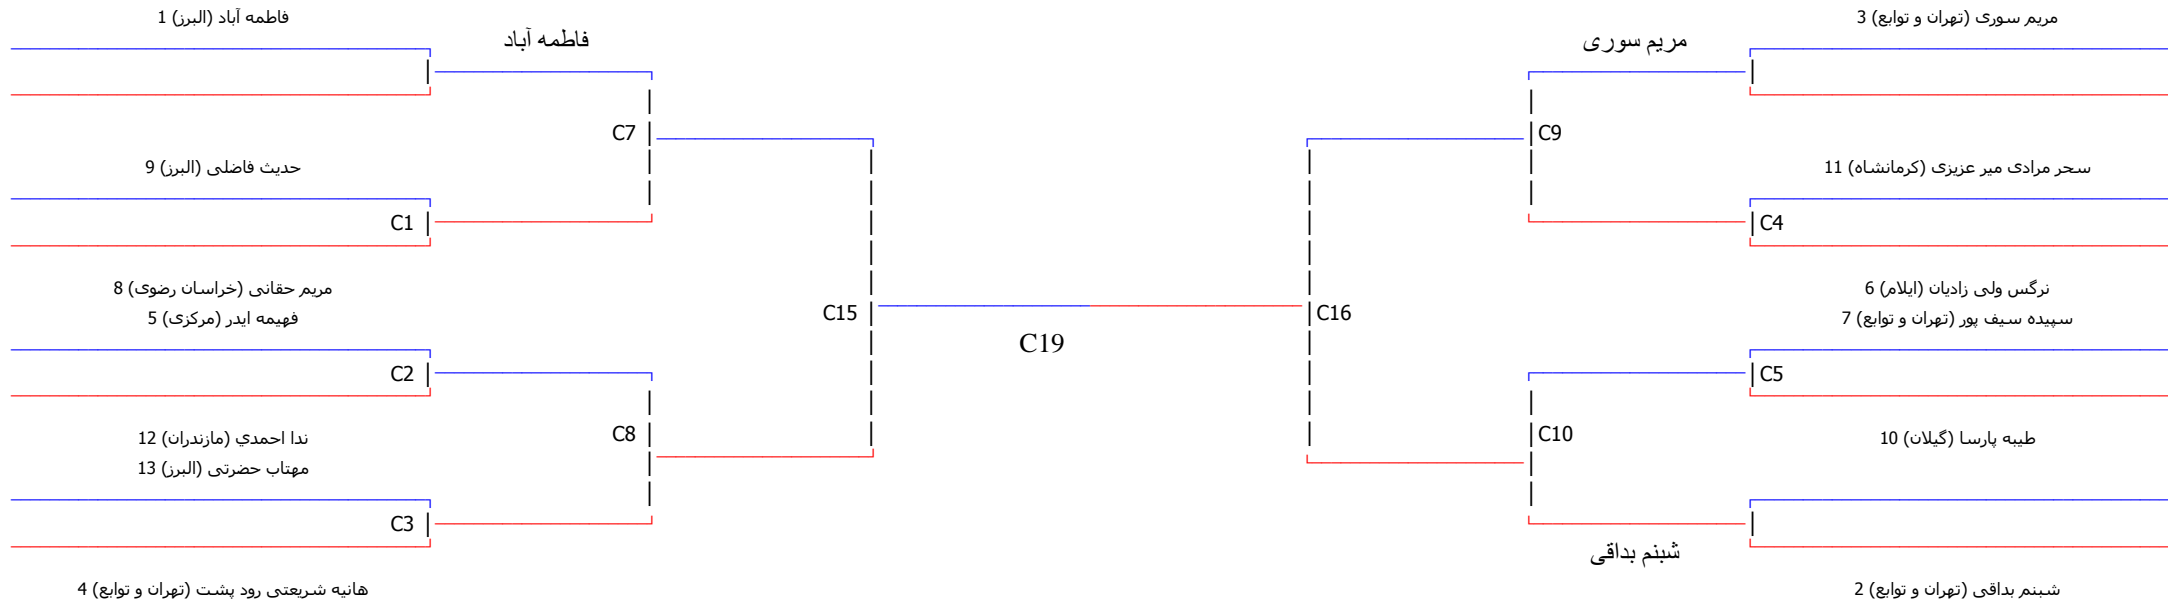 فاطمه آباد (البرز) 1
فاطمه آباد
C7
حدیث فاضلی (البرز) 9
C1
مریم حقانی (خراسان رضوی) 8
فهیمه ایدر (مرکزی) 5
C15
C2
C8
ندا احمدي (مازندران) 12
مهتاب حضرتی (البرز) 13
C3
هانیه شریعتی رود پشت (تهران و توابع) 4
C19
مریم سوری (تهران و توابع) 3
مریم سوری
C9
سحر مرادی میر عزیزی (کرمانشاه) 11
C4
نرگس ولی زادیان (ایلام) 6
سپیده سیف پور (تهران و توابع) 7
C16
C5
C10
طیبه پارسا (گیلان) 10
شبنم بداقی
شبنم بداقی (تهران و توابع) 2